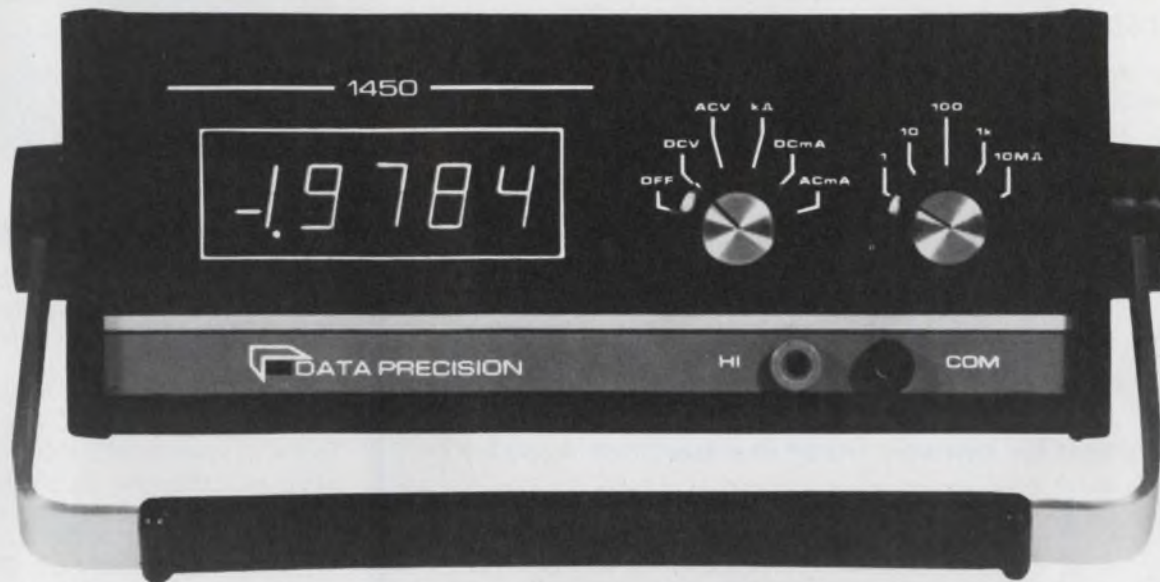 1450
-1.9784
OFF DCV ACV kΩ DCmA ACmA
1 10 100 1k 10MΩ
DATA PRECISION
HI COM